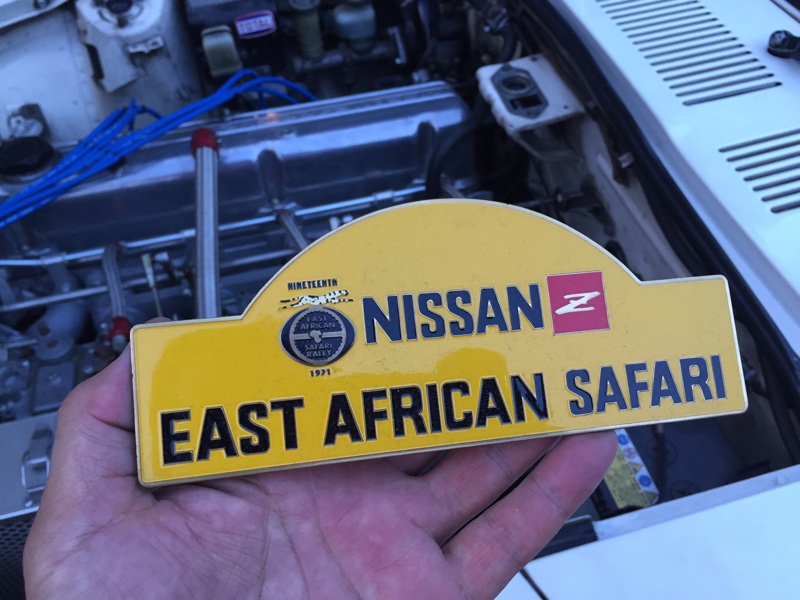 NINETEENTH
EAST
AFRICAN
SAFARI
RALLY
1971
NISSAN Z
EAST AFRICAN SAFARI